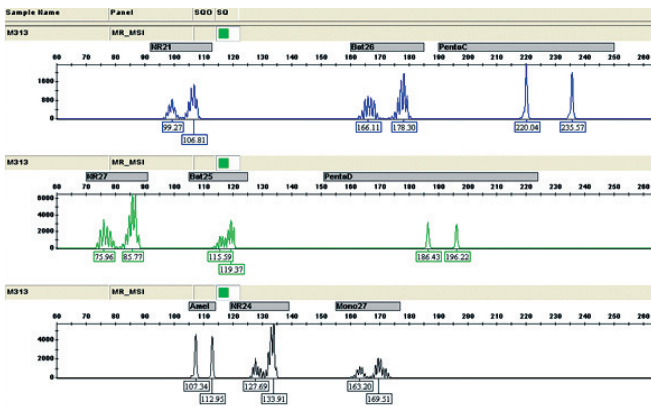 Sample Name Panel SQO SQ
M313 MR_MSI
NR21 Bat26 PentaC
60 70 80 90 100 110 120 130 140 150 160 170 180 190 200 210 220 230 240 250 260
1600
800
0
99.27 166.11 178.30 220.04 235.57
106.81
M313 MR_MSI
NR27 Bat25 PentaD
60 70 80 90 100 110 120 130 140 150 160 170 180 190 200 210 220 230 240 250 260
6000
4000
2000
0
75.96 85.77 115.59 186.43 196.22
119.37
M313 MR_MSI
Amel NR24 Mono27
60 70 80 90 100 110 120 130 140 150 160 170 180 190 200 210 220 230 240 250 260
4000
2000
0
107.34 127.69 163.20
112.95 133.91 169.51